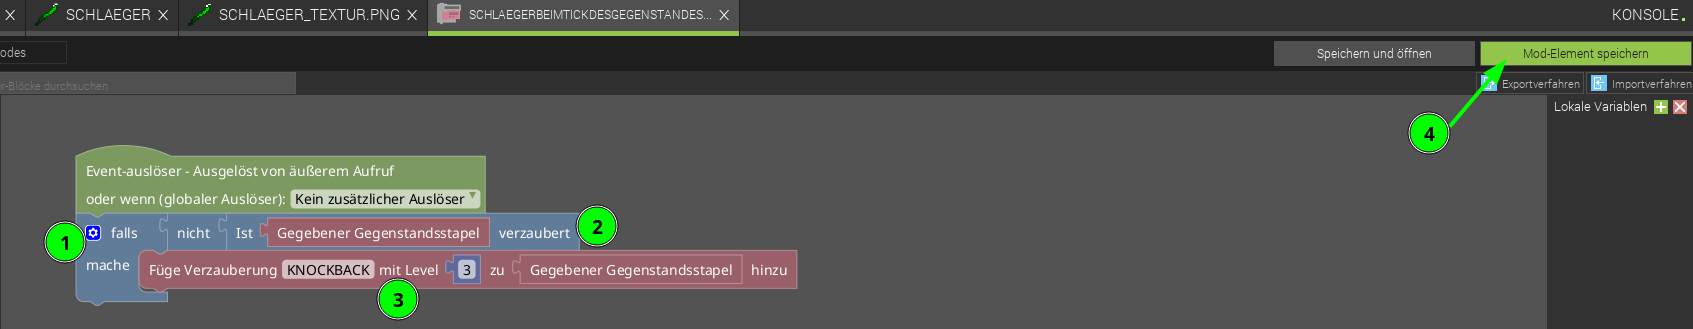 SCHLAEGER SCHLAEGER_TEXTUR.PNG SCHLAEGERBEIMTICKDESGEGENSTANDES... KONSOLE
odes Speichern und öffnen Mod-Element speichern
r-Blöcke durchsuchen Exportverfahren Importverfahren
Lokale Variablen
4
Event-auslöser - Ausgelöst von äußerem Aufruf
oder wenn (globaler Auslöser): Kein zusätzlicher Auslöser
1 falls nicht Ist Gegebener Gegenstandsstapel verzaubert 2
mache Füge Verzauberung KNOCKBACK mit Level 3 zu Gegebener Gegenstandsstapel hinzu
3